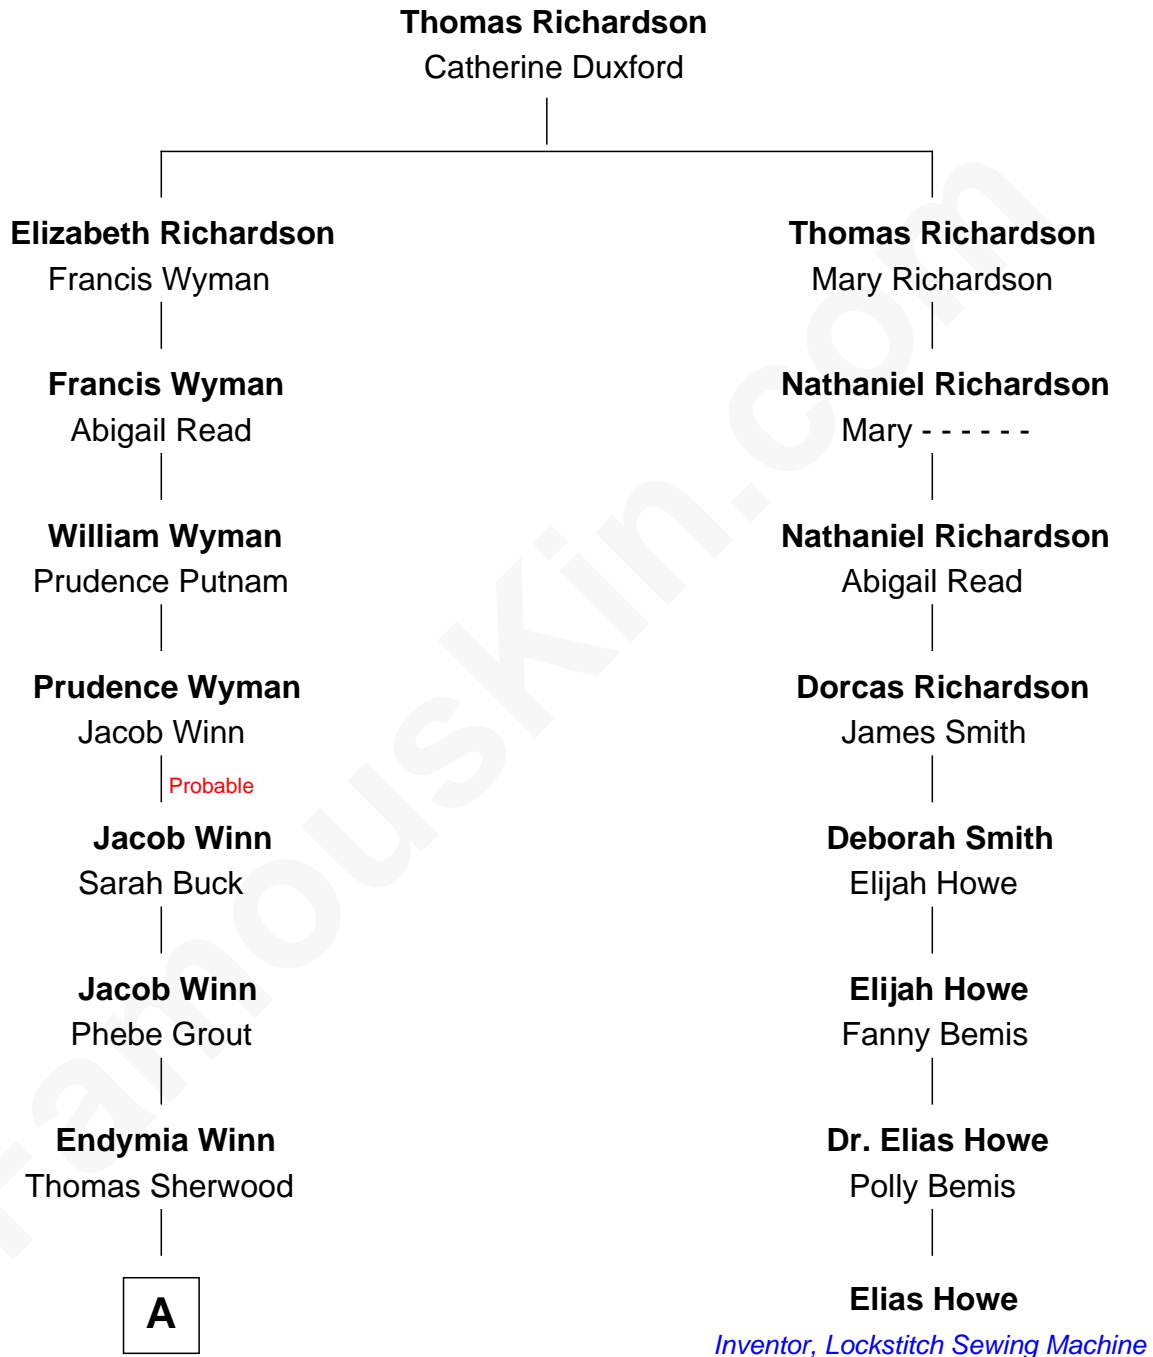 Thomas Richardson
Catherine Duxford
Elizabeth Richardson
Francis Wyman
Thomas Richardson
Mary Richardson
Francis Wyman
Abigail Read
Nathaniel Richardson
Mary - - - - - -
William Wyman
Prudence Putnam
Nathaniel Richardson
Abigail Read
Prudence Wyman
Jacob Winn
Probable
Dorcas Richardson
James Smith
Jacob Winn
Sarah Buck
Deborah Smith
Elijah Howe
Jacob Winn
Phebe Grout
Elijah Howe
Fanny Bemis
Endymia Winn
Thomas Sherwood
Dr. Elias Howe
Polly Bemis
A
Elias Howe
Inventor, Lockstitch Sewing Machine
FamousKin.com